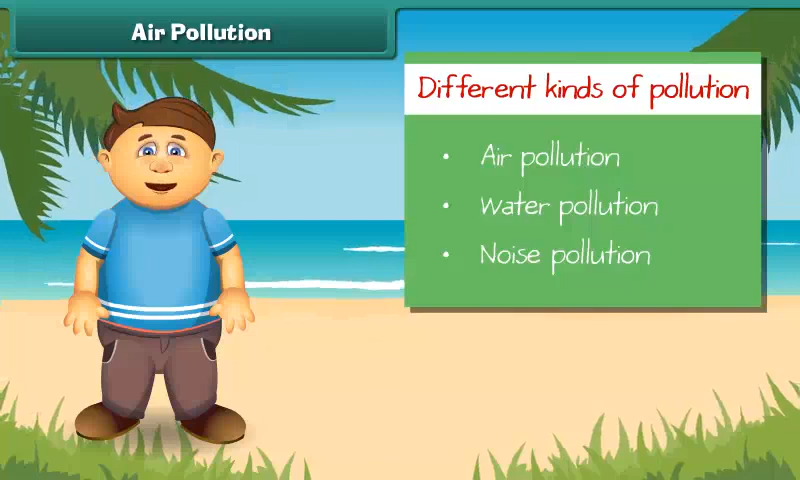 Air Pollution
Different kinds of pollution
• Air pollution
• Water pollution
• Noise pollution